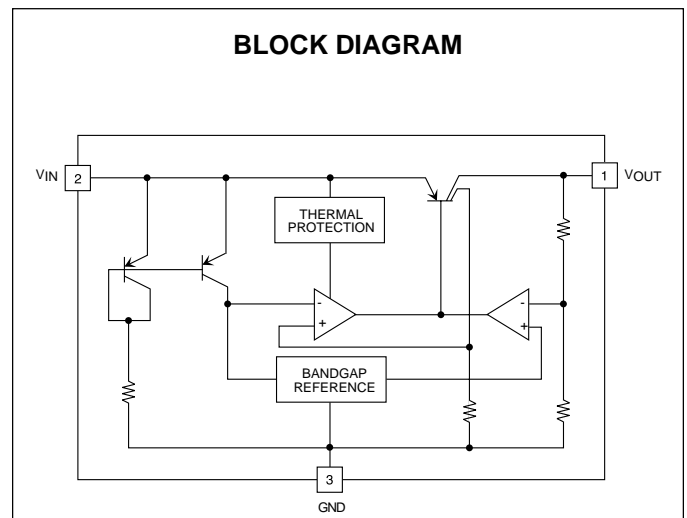 BLOCK DIAGRAM
VIN 2
1 VOUT
THERMAL
PROTECTION
-
+
-
+
BANDGAP
REFERENCE
3
GND